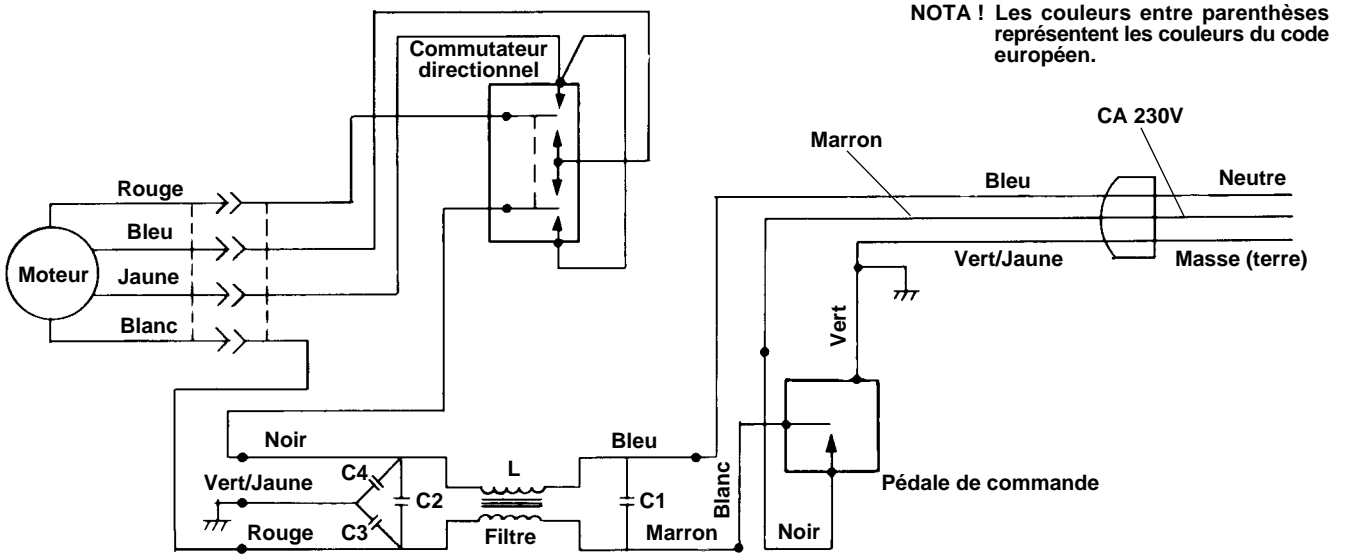 NOTA ! Les couleurs entre parenthèses
représentent les couleurs du code
européen.
Commutateur
directionnel
CA 230V
Marron
Rouge
Bleu
Neutre
Bleu
Moteur
Jaune
Vert/Jaune
Masse (terre)
Blanc
Vert
Noir
Bleu
C4
L
Vert/Jaune
C2
C1
Blanc
Pédale de commande
Rouge
C3
Filtre
Marron
Noir